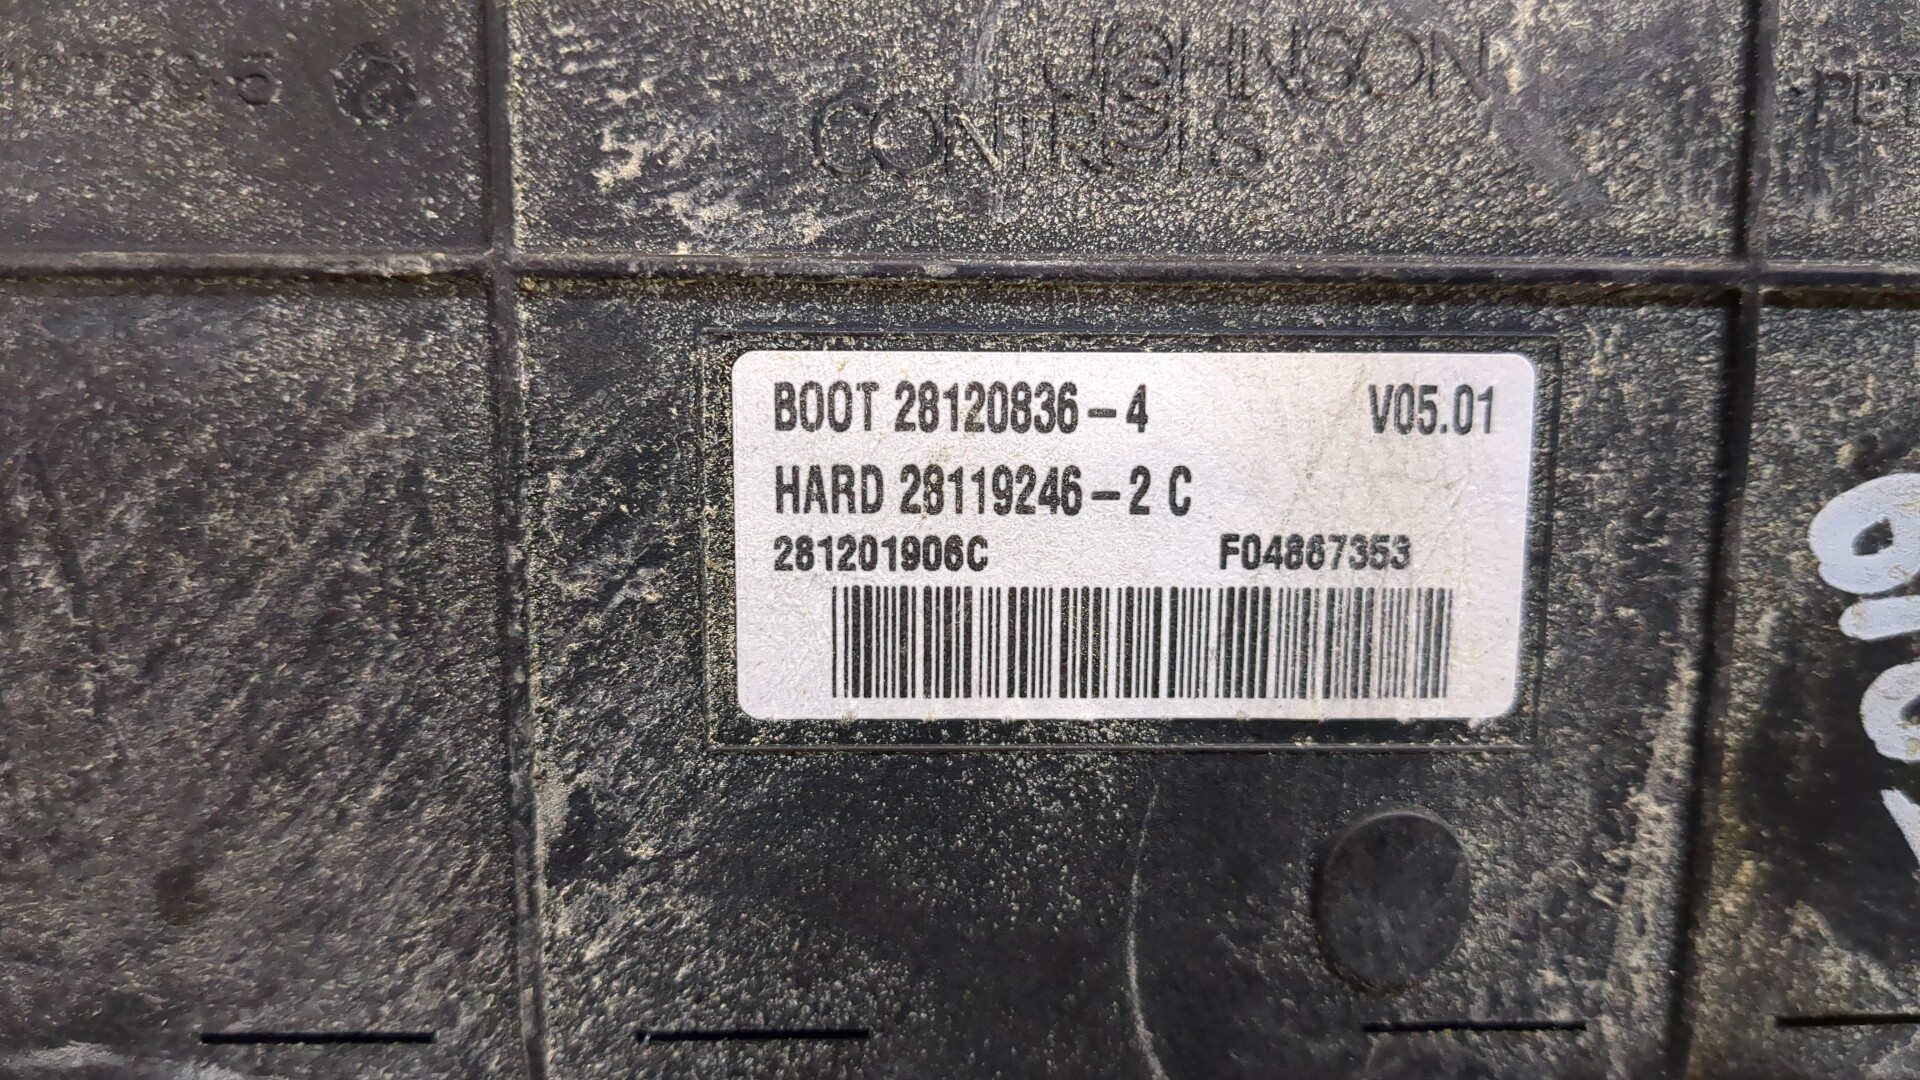 JOHNSON
CONTROLS
BOOT 28120836-4 V05.01
HARD 28119246-2 C
281201906C F04867353